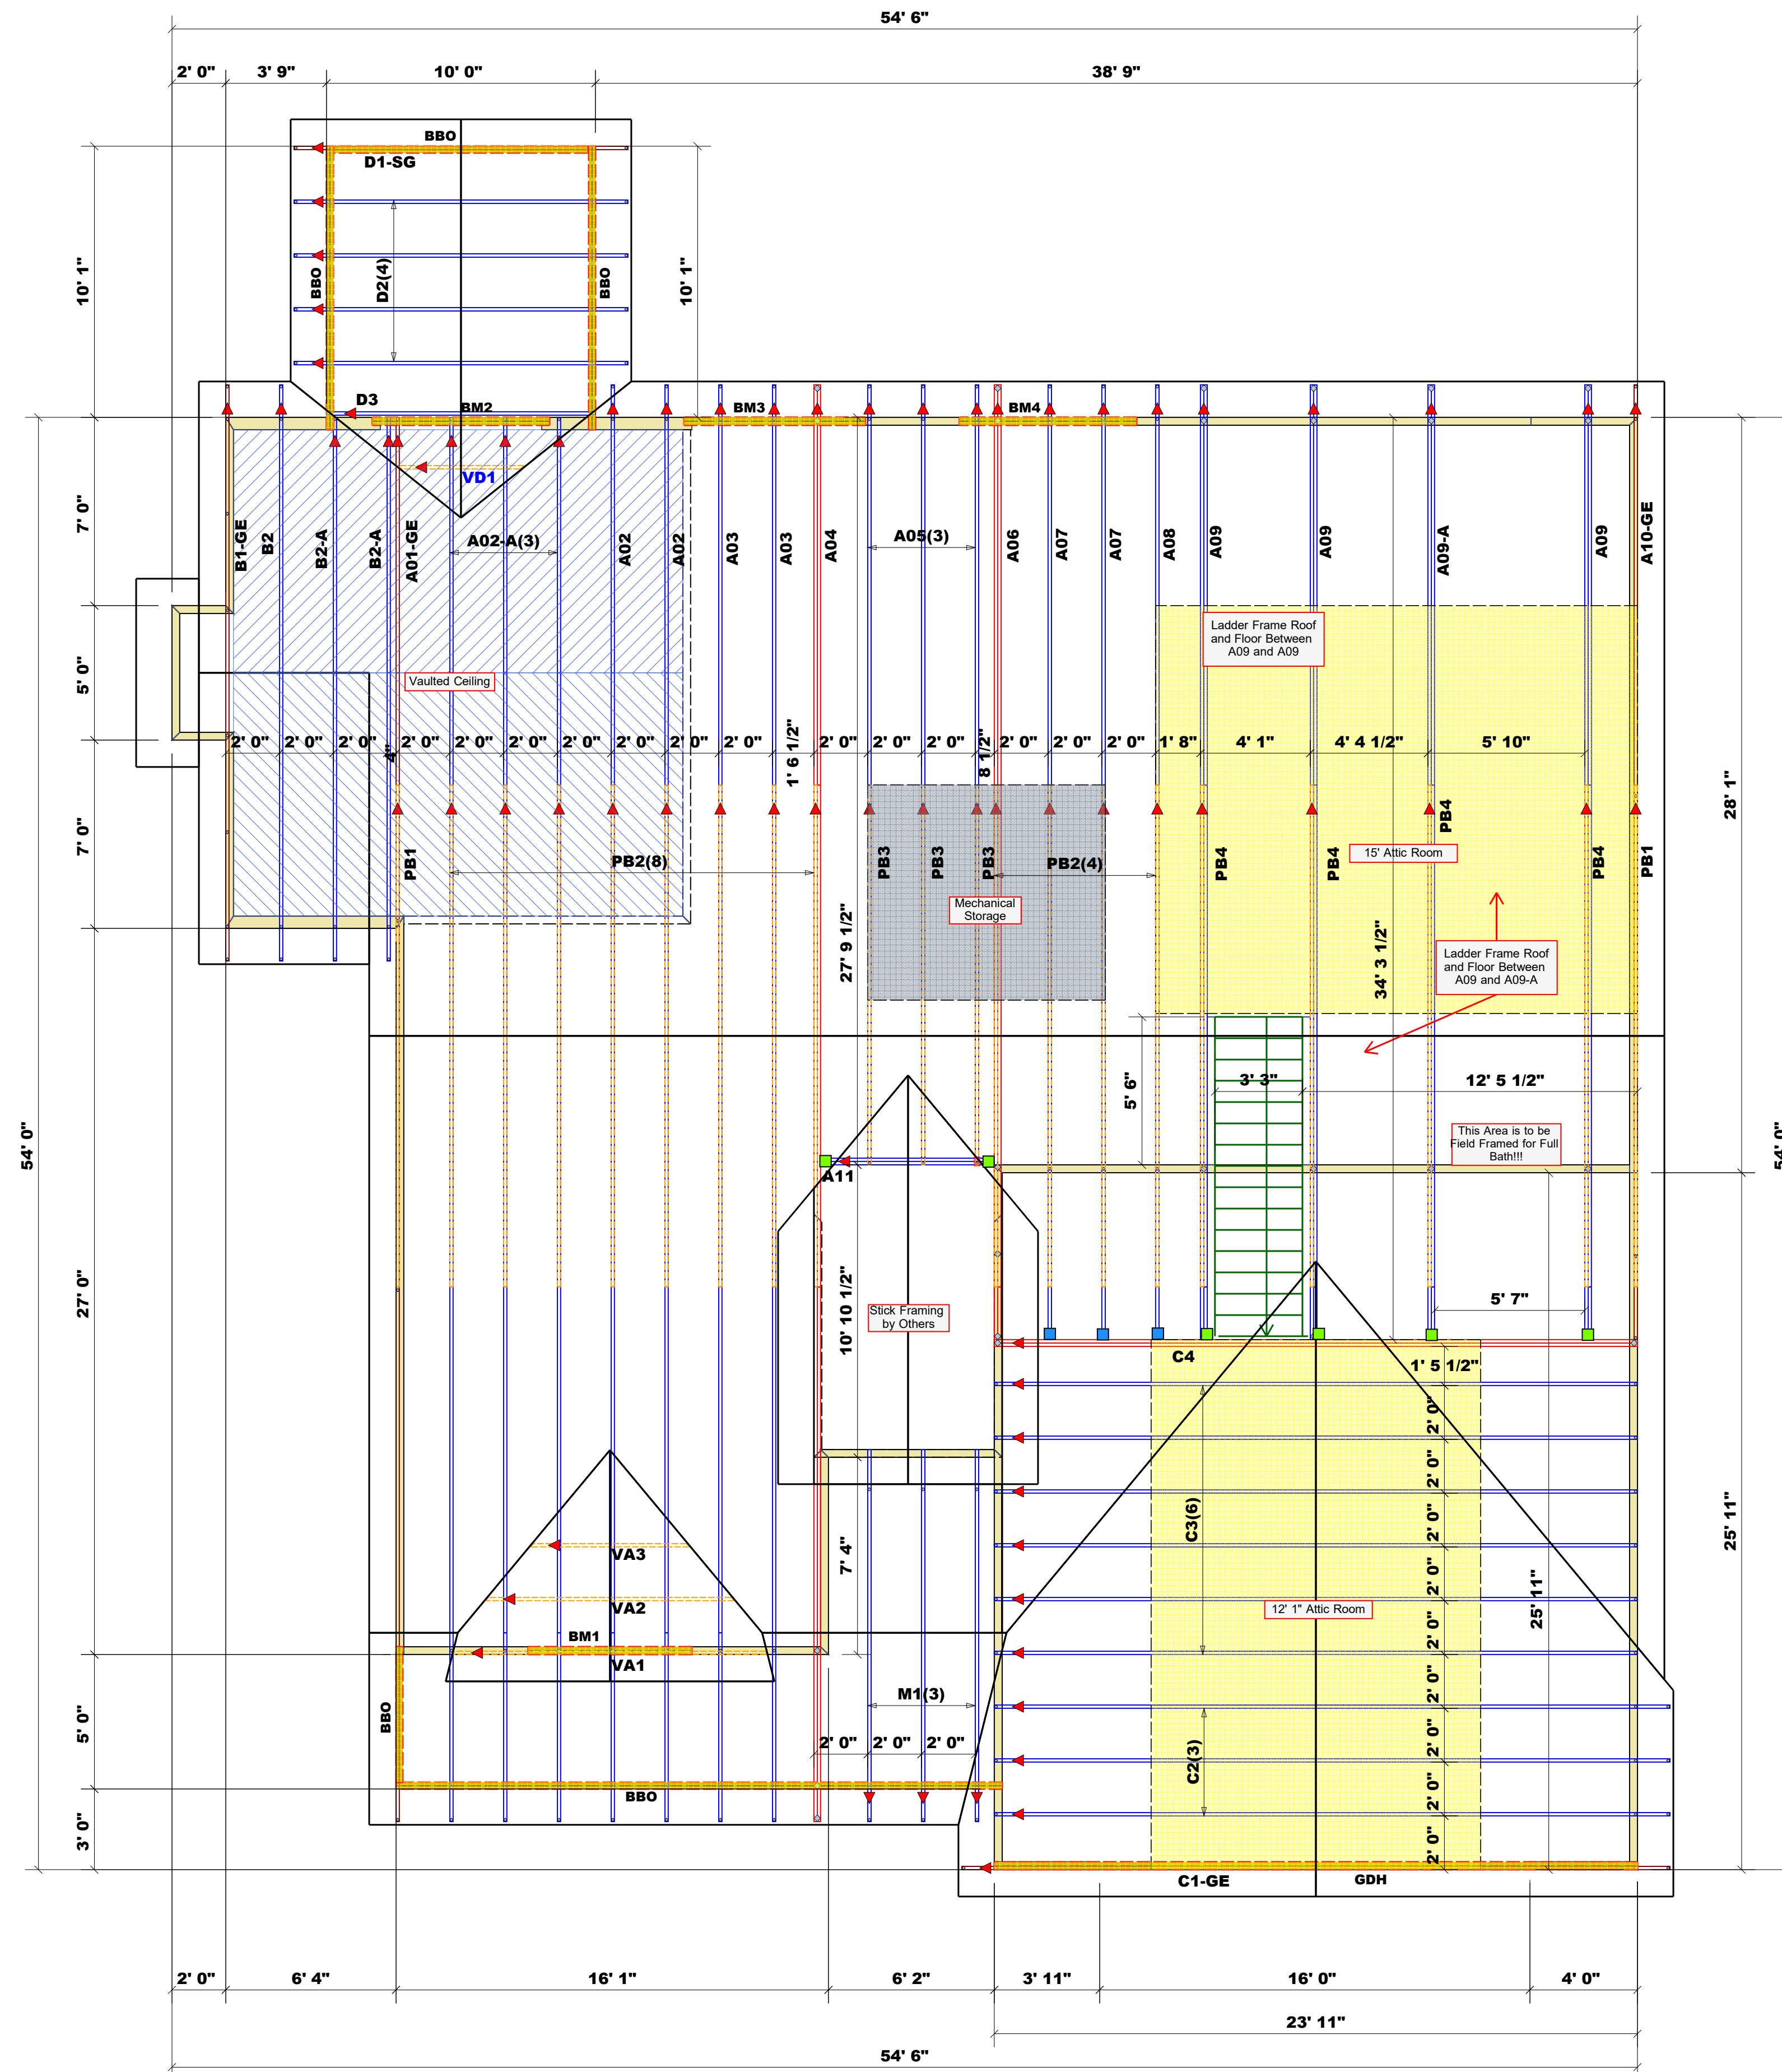 54' 6"
2' 0"
3' 9"
10' 0"
38' 9"
BBO
D1-SG
10' 1"
BBO
D2(4)
BBO
10' 1"
D3
BM2
BM3
BM4
VD1
7' 0"
B1-GE
B2
B2-A
B2-A
A01-GE
A02-A(3)
A02
A02
A03
A03
A04
A05(3)
A06
A07
A07
A08
A09
A09
A09-A
A09
A10-GE
Ladder Frame Roof
and Floor Between
A09 and A09
5' 0"
Vaulted Ceiling
2' 0"
2' 0"
2' 0"
4"
2' 0"
2' 0"
2' 0"
2' 0"
2' 0"
2' 0"
2' 0"
1' 6 1/2"
2' 0"
2' 0"
2' 0"
8 1/2"
2' 0"
2' 0"
2' 0"
1' 8"
4' 1"
4' 4 1/2"
5' 10"
28' 1"
7' 0"
PB1
PB2(8)
PB3
PB3
PB3
PB2(4)
PB4
PB4
PB4
PB4
PB1
15' Attic Room
Mechanical
Storage
27' 9 1/2"
34' 3 1/2"
Ladder Frame Roof
and Floor Between
A09 and A09-A
5' 6"
3' 3"
12' 5 1/2"
54' 0"
54' 0"
This Area is to be
Field Framed for Full
Bath!!!
A11
27' 0"
10' 10 1/2"
Stick Framing
by Others
5' 7"
C4
1' 5 1/2"
2' 0"
2' 0"
2' 0"
2' 0"
2' 0"
2' 0"
2' 0"
2' 0"
2' 0"
C3(6)
7' 4"
25' 11"
25' 11"
VA3
VA2
BM1
VA1
12' 1" Attic Room
BBO
5' 0"
M1(3)
2' 0"
2' 0"
2' 0"
C2(3)
BBO
3' 0"
C1-GE
GDH
2' 0"
6' 4"
16' 1"
6' 2"
3' 11"
16' 0"
4' 0"
23' 11"
54' 6"